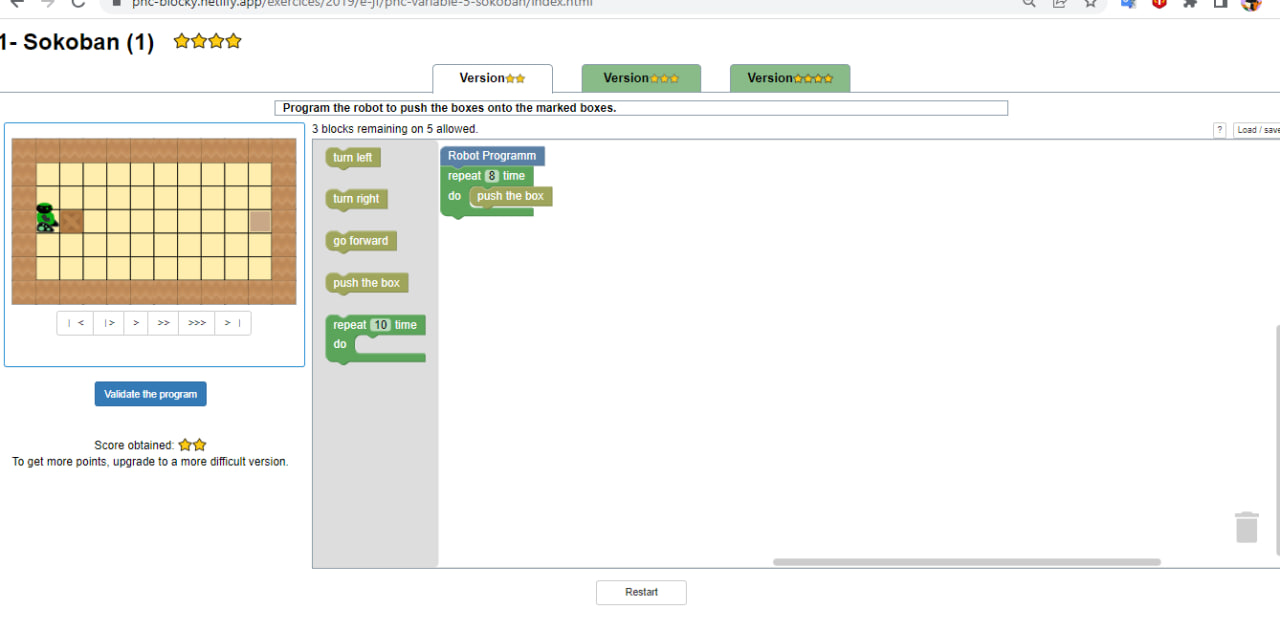 phc-blocky.netlify.app/exercices/2019/e-ji/phc-variable-5-sokoban/index.html
1- Sokoban (1)
Version
Version
Version
Program the robot to push the boxes onto the marked boxes.
3 blocks remaining on 5 allowed.
?
Load / save
turn left
turn right
go forward
push the box
repeat 10 time
do
Robot Programm
repeat 8 time
do push the box
| < |> > >> >>> > |
Validate the program
Score obtained:
To get more points, upgrade to a more difficult version.
Restart